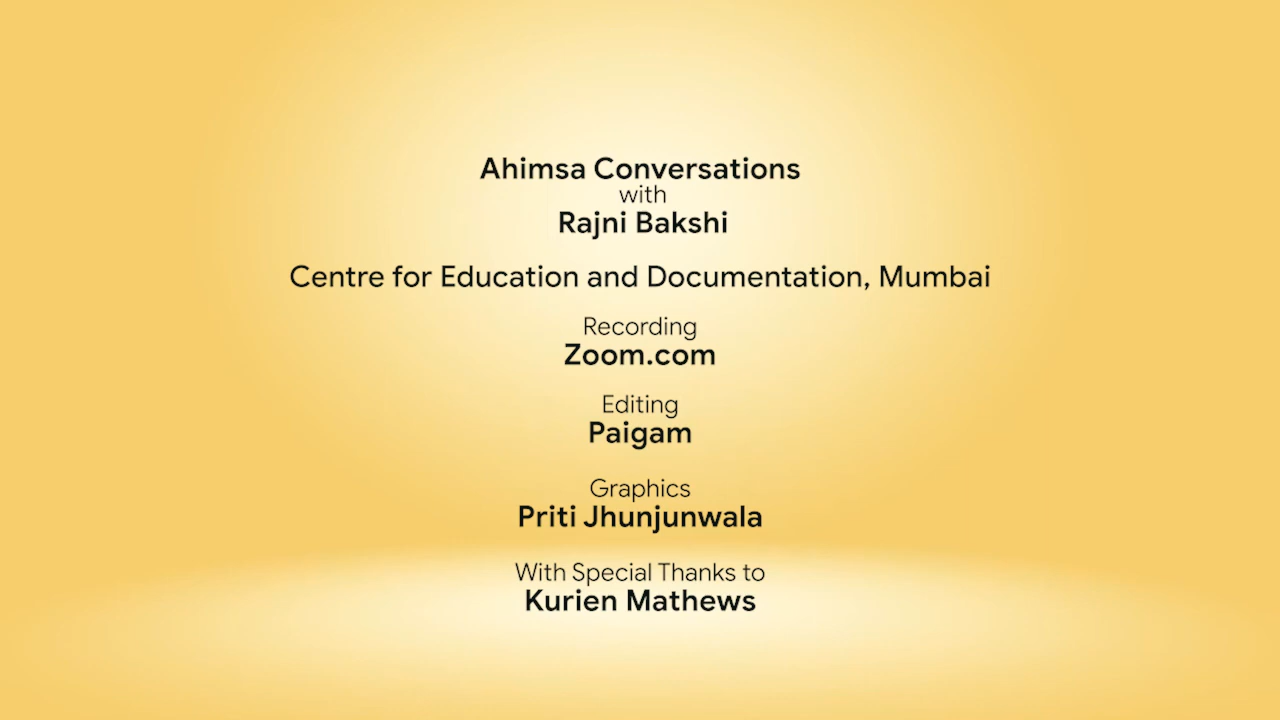 Ahimsa Conversations
with
Rajni Bakshi
Centre for Education and Documentation, Mumbai
Recording
Zoom.com
Editing
Paigam
Graphics
Priti Jhunjunwala
With Special Thanks to
Kurien Mathews